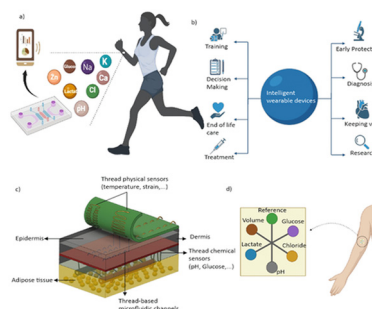 a)
Glucose
Na
K
Zn
Ca
Lactate
Cl
pH
b)
Training
Decision
Making
End of life
care
Treatment
Intelligent
wearable devices
Early Protect
Diagnos
Keeping
Researc
c)
Thread physical sensors
(temperature, strain,...)
Epidermis
Dermis
Thread chemical
sensors
(pH, Glucose,...)
Adipose tissue
Thread-based
microfluidic channels
d)
Reference
Volume
Glucose
Lactate
Chloride
pH